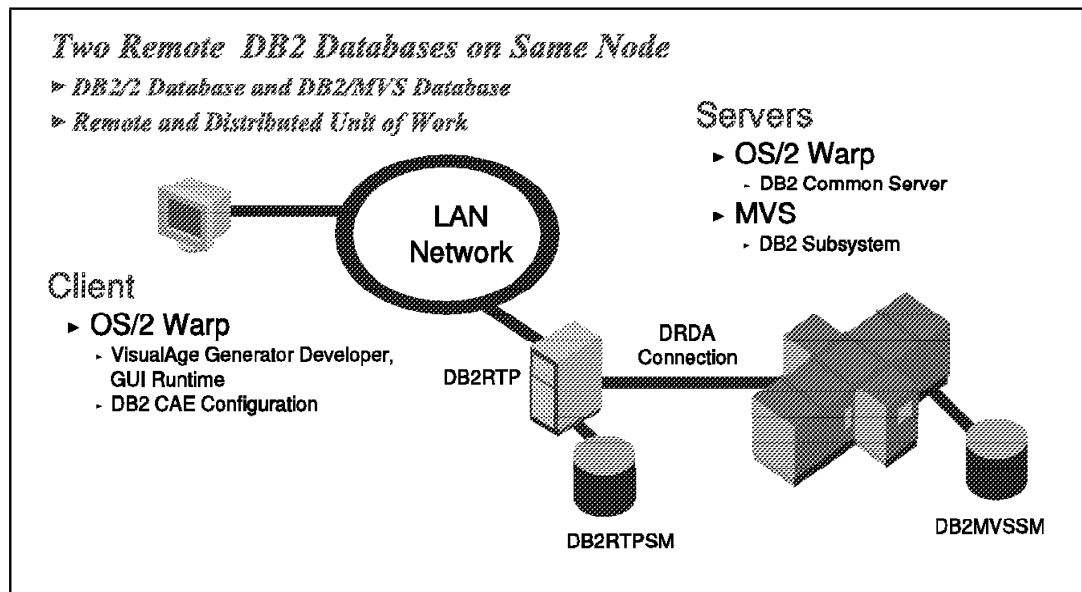 Two Remote DB2 Databases on Same Node
► DB2/2 Database and DB2/MVS Database
► Remote and Distributed Unit of Work
Servers
► OS/2 Warp
- DB2 Common Server
► MVS
- DB2 Subsystem
LAN
Network
Client
► OS/2 Warp
- VisualAge Generator Developer,
GUI Runtime
- DB2 CAE Configuration
DB2RTP
DRDA
Connection
DB2RTPSM
DB2MVSSM